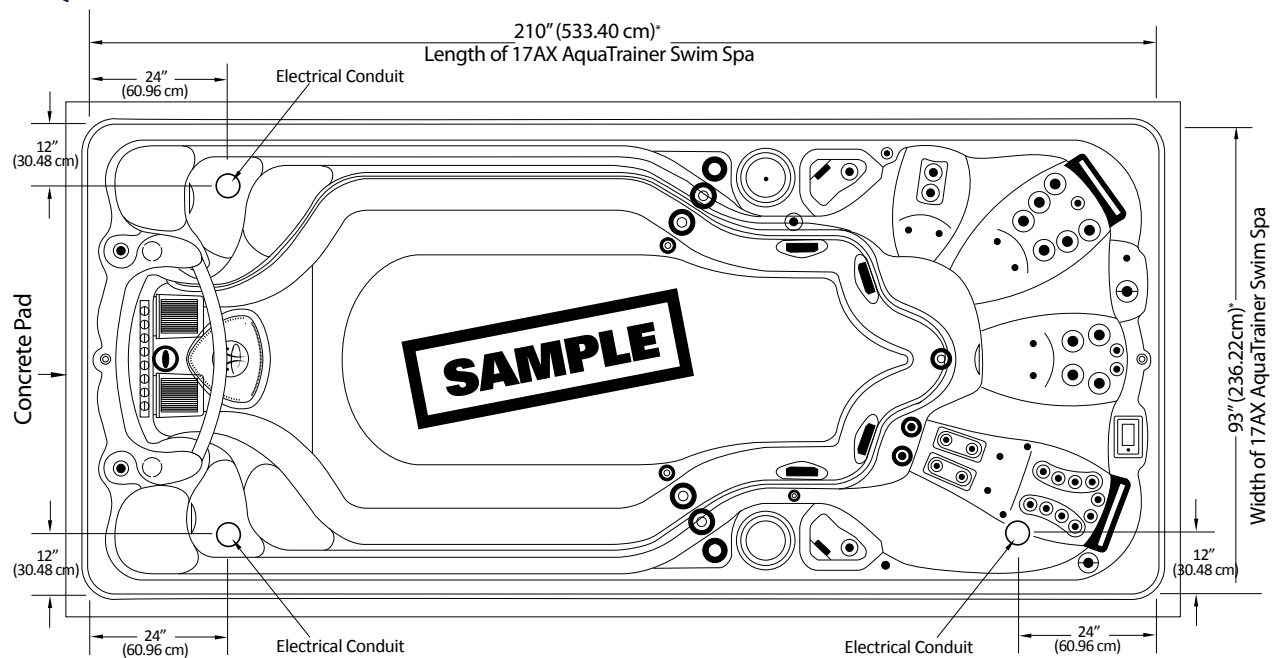 210” (533.40 cm)*
Length of 17AX AquaTrainer Swim Spa
24”
(60.96 cm)
Electrical Conduit
12”
(30.48 cm)
Concrete Pad
SAMPLE
93” (236.22cm)*
Width of 17AX AquaTrainer Swim Spa
12”
(30.48 cm)
12”
(30.48 cm)
24”
(60.96 cm)
Electrical Conduit
Electrical Conduit
24”
(60.96 cm)